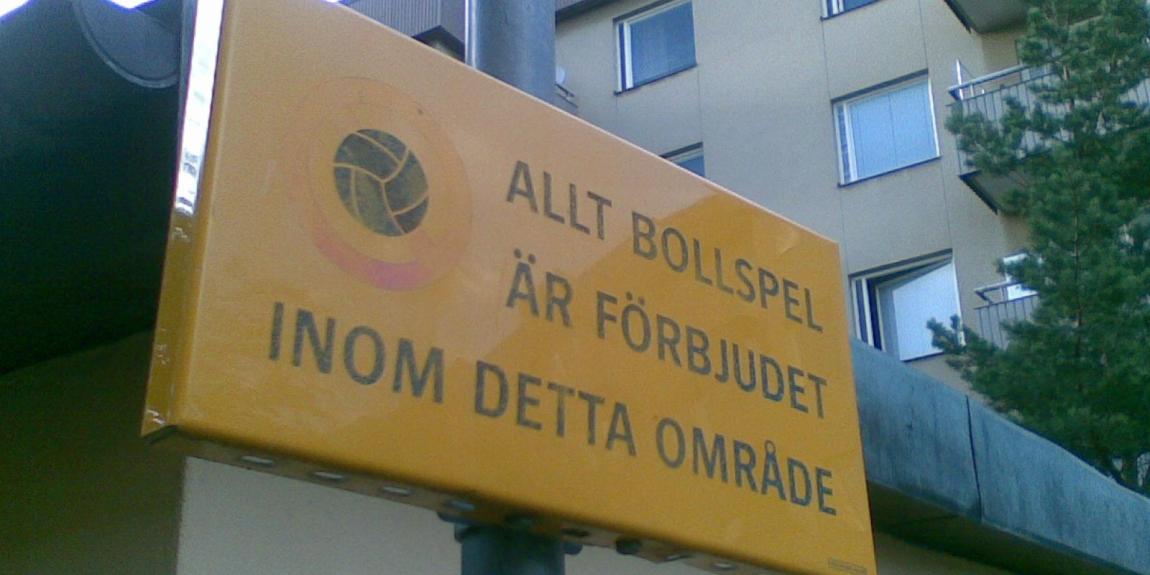 ALLT BOLLSPEL
ÄR FÖRBJUDET
INOM DETTA OMRÅDE